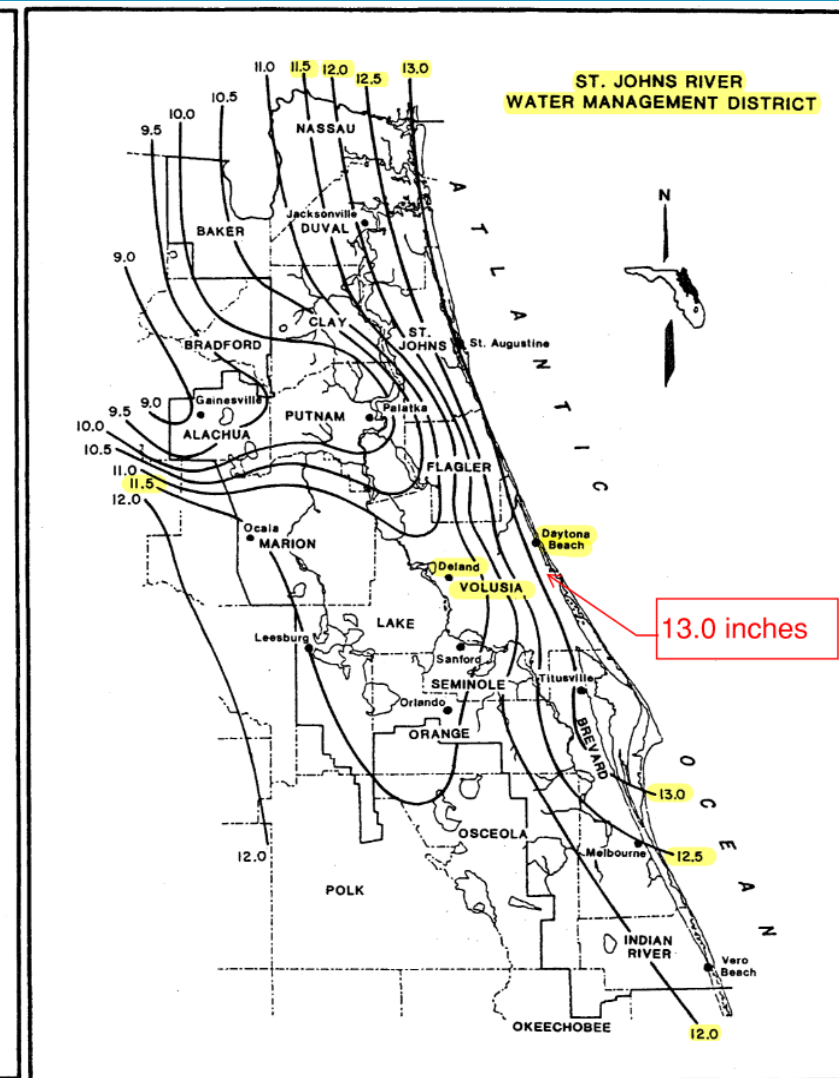 11.0 11.5 12.0 12.5 13.0
ST. JOHNS RIVER
WATER MANAGEMENT DISTRICT
10.5
10.0
9.5
NASSAU
N
ATLANTIC
Jacksonville
DUVAL
BAKER
9.0
CLAY
ST.
JOHNS
St. Augustine
BRADFORD
9.0
Gainesville
PUTNAM
Palatka
9.5
ALACHUA
10.0
10.5
FLAGLER
11.0
11.5
12.0
Ocala
MARION
Daytona
Beach
Deland
VOLUSIA
13.0 inches
LAKE
Leesburg
Sanford
SEMINOLE
Titusville
Orlando
ORANGE
BREVARD
OCEAN
13.0
OSCEOLA
12.0
Melbourne
12.5
POLK
INDIAN
RIVER
Vero
Beach
OKEECHOBEE
12.0